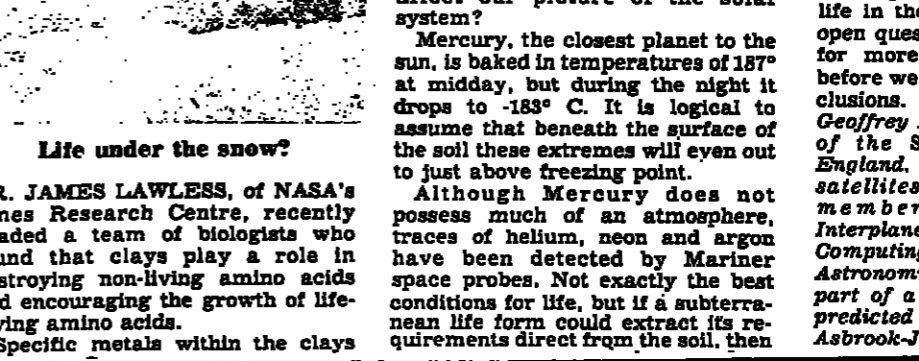 Life under the snow?
R. JAMES LAWLESS, of NASA's
mes Research Centre, recently
aded a team of biologists who
und that clays play a role in
stroying non-living amino acids
d encouraging the growth of life-
ving amino acids.
Specific metals within the clays
affect our picture of the solar
system?
Mercury, the closest planet to the
sun, is baked in temperatures of 187°
at midday, but during the night it
drops to -183° C. It is logical to
assume that beneath the surface of
the soil these extremes will even out
to just above freezing point.
Although Mercury does not
possess much of an atmosphere,
traces of helium, neon and argon
have been detected by Mariner
space probes. Not exactly the best
conditions for life, but if a subterra-
nean life form could extract its re-
quirements direct from the soil, then
life in the
open ques
for more
before we
clusions.
Geoffrey
of the S
England,
satellites
member
Interplane
Computing
Astronom
part of a
predicted
Asbrook-J